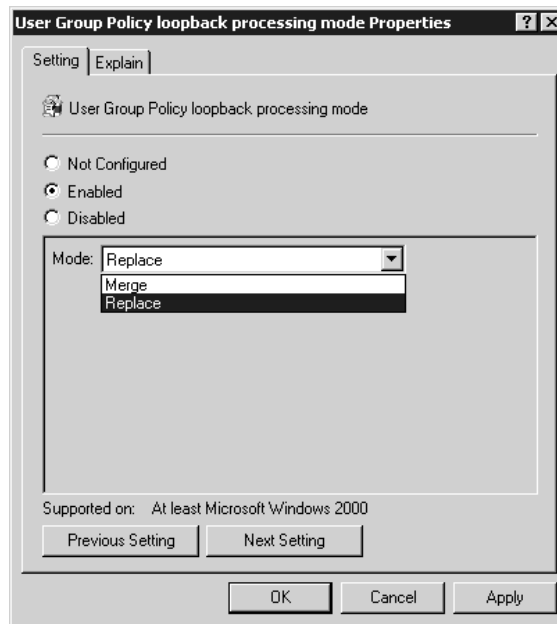 User Group Policy loopback processing mode Properties
Setting
Explain
User Group Policy loopback processing mode
Not Configured
Enabled
Disabled
Mode: Replace
Merge
Replace
Supported on: At least Microsoft Windows 2000
Previous Setting
Next Setting
OK
Cancel
Apply